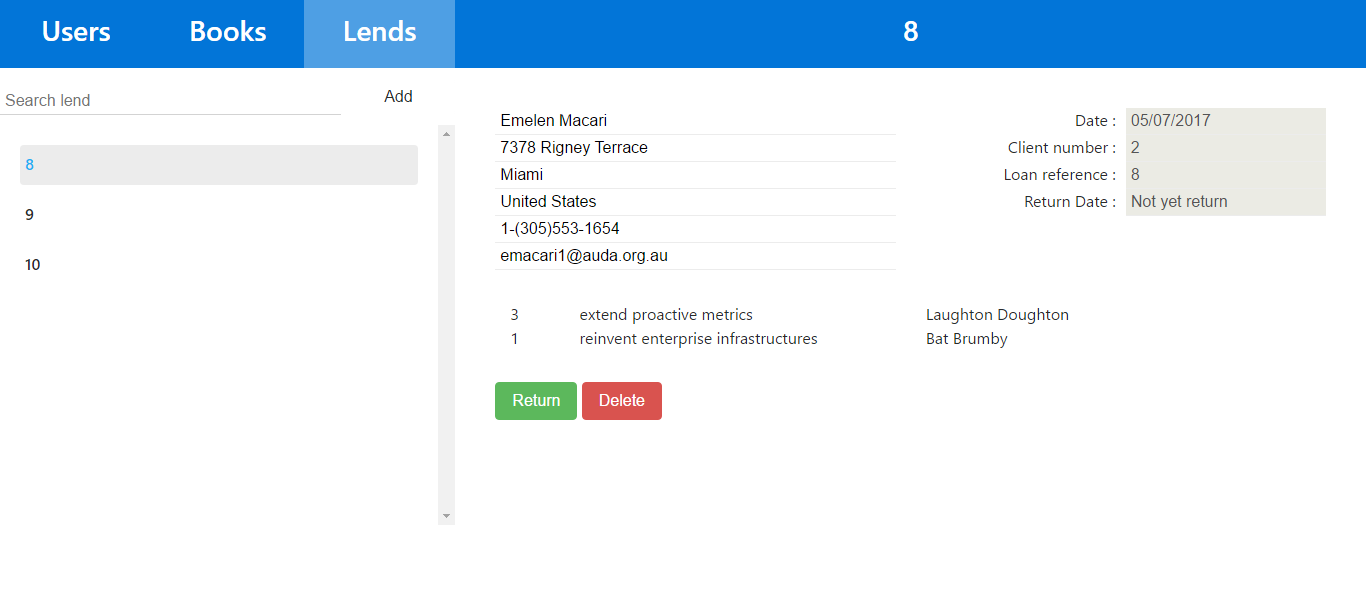 Users Books Lends 8
Search lend
Add
8
9
10
Emelen Macari
7378 Rigney Terrace
Miami
United States
1-(305)553-1654
emacari1@auda.org.au
Date : 05/07/2017
Client number : 2
Loan reference : 8
Return Date : Not yet return
3 extend proactive metrics Laughton Doughton
1 reinvent enterprise infrastructures Bat Brumby
Return Delete